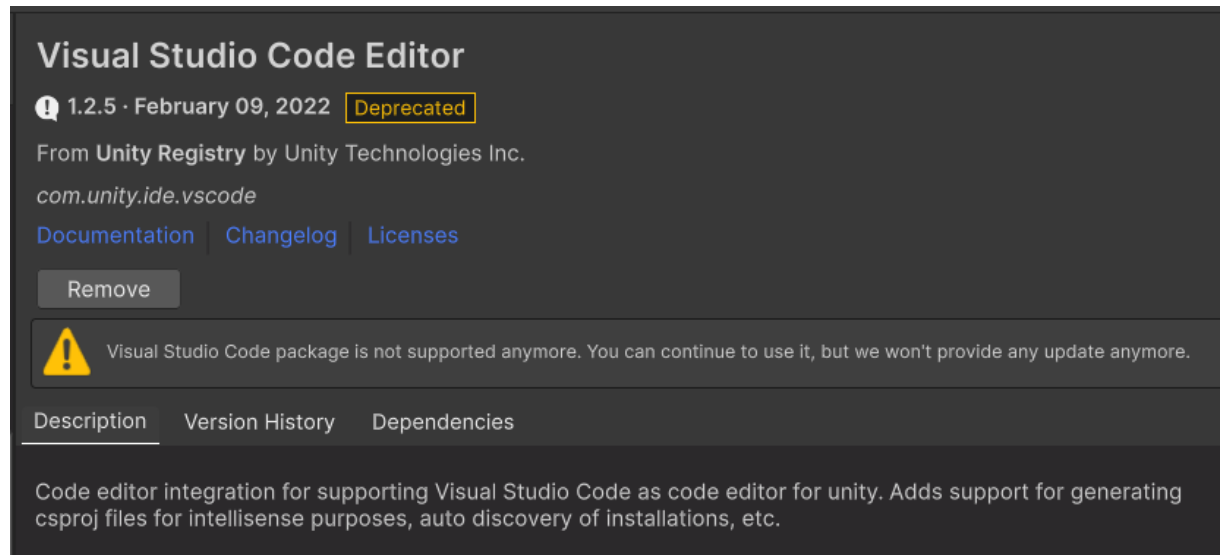 Visual Studio Code Editor
1.2.5 · February 09, 2022 Deprecated
From Unity Registry by Unity Technologies Inc.
com.unity.ide.vscode
Documentation Changelog Licenses
Remove
Visual Studio Code package is not supported anymore. You can continue to use it, but we won't provide any update anymore.
Description Version History Dependencies
Code editor integration for supporting Visual Studio Code as code editor for unity. Adds support for generating
csproj files for intellisense purposes, auto discovery of installations, etc.